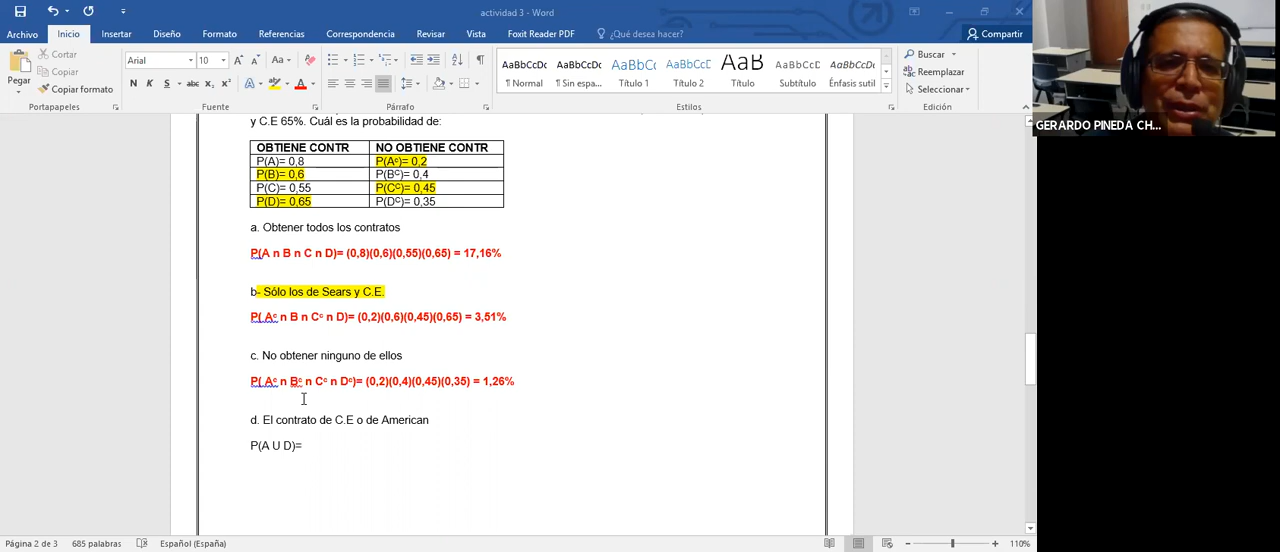 actividad 3 - Word
Archivo Inicio Insertar Diseño Formato Referencias Correspondencia Revisar Vista Foxit Reader PDF ¿Qué desea hacer? Compartir
Pegar
Cortar
Copiar
Copiar formato
Portapapeles
Arial 10
Fuente
Párrafo
AaBbCcDc AaBbCcDc AaBbC AaBbCcC AaB AaBbCcC AaBbCcDc
¶ Normal ¶ Sin espa... Título 1 Título 2 Título Subtítulo Énfasis sutil
Estilos
Buscar
Reemplazar
Seleccionar
Edición
GERARDO PINEDA CH...
y C.E 65%. Cuál es la probabilidad de:
OBTIENE CONTR NO OBTIENE CONTR
P(A)= 0,8 P(Aᶜ)= 0,2
P(B)= 0,6 P(Bᶜ)= 0,4
P(C)= 0,55 P(Cᶜ)= 0,45
P(D)= 0,65 P(Dᶜ)= 0,35
a. Obtener todos los contratos
P(A n B n C n D)= (0,8)(0,6)(0,55)(0,65) = 17,16%
b- Sólo los de Sears y C.E.
P( Aᶜ n B n Cᶜ n D)= (0,2)(0,6)(0,45)(0,65) = 3,51%
c. No obtener ninguno de ellos
P( Aᶜ n Bᶜ n Cᶜ n Dᶜ)= (0,2)(0,4)(0,45)(0,35) = 1,26%
d. El contrato de C.E o de American
P(A U D)=
Página 2 de 3 685 palabras Español (España) 110%